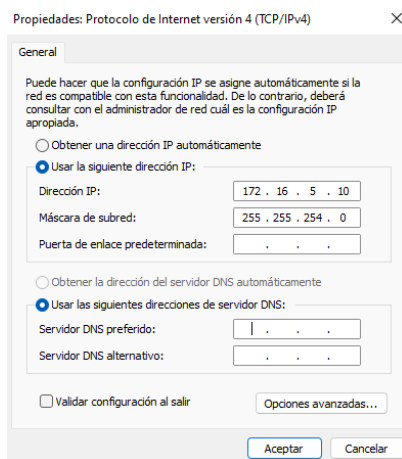 Propiedades: Protocolo de Internet versión 4 (TCP/IPv4)
General
Puede hacer que la configuración IP se asigne automáticamente si la
red es compatible con esta funcionalidad. De lo contrario, deberá
consultar con el administrador de red cuál es la configuración IP
apropiada.
Obtener una dirección IP automáticamente
Usar la siguiente dirección IP:
Dirección IP: 172 . 16 . 5 . 10
Máscara de subred: 255 . 255 . 254 . 0
Puerta de enlace predeterminada: . . .
Obtener la dirección del servidor DNS automáticamente
Usar las siguientes direcciones de servidor DNS:
Servidor DNS preferido: . . .
Servidor DNS alternativo: . . .
Validar configuración al salir
Opciones avanzadas...
Aceptar Cancelar